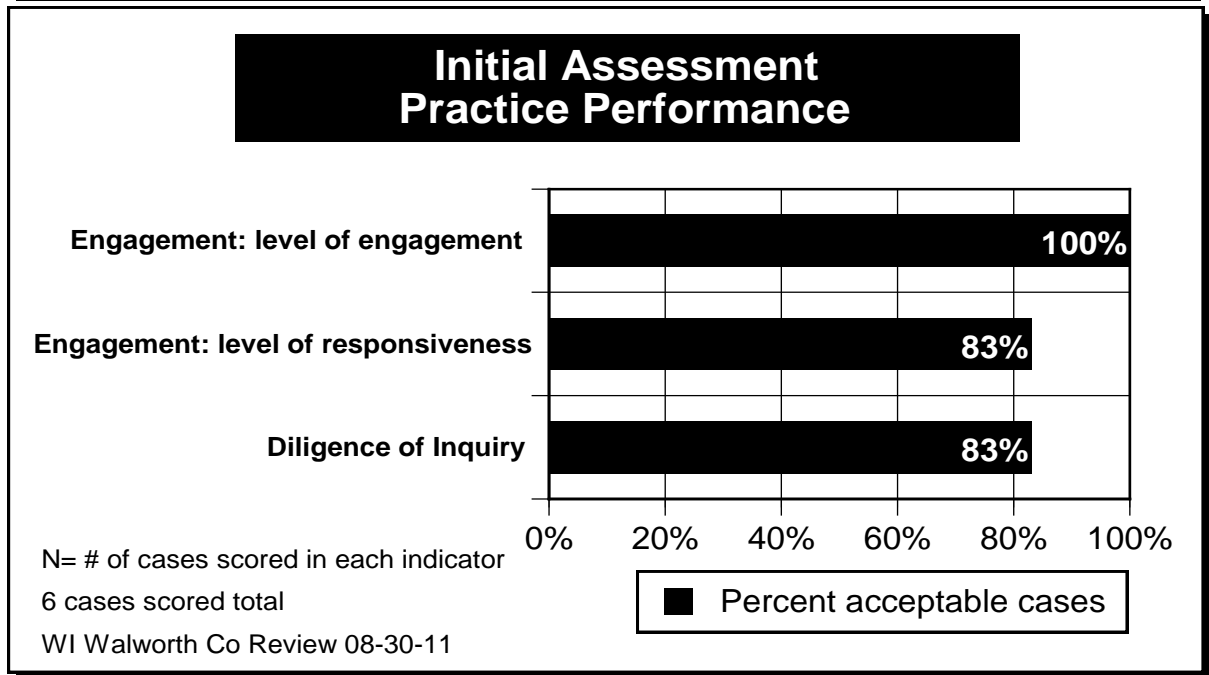 Initial Assessment
Practice Performance
Engagement: level of engagement
100%
Engagement: level of responsiveness
83%
Diligence of Inquiry
83%
0% 20% 40% 60% 80% 100%
N= # of cases scored in each indicator
6 cases scored total
WI Walworth Co Review 08-30-11
Percent acceptable cases